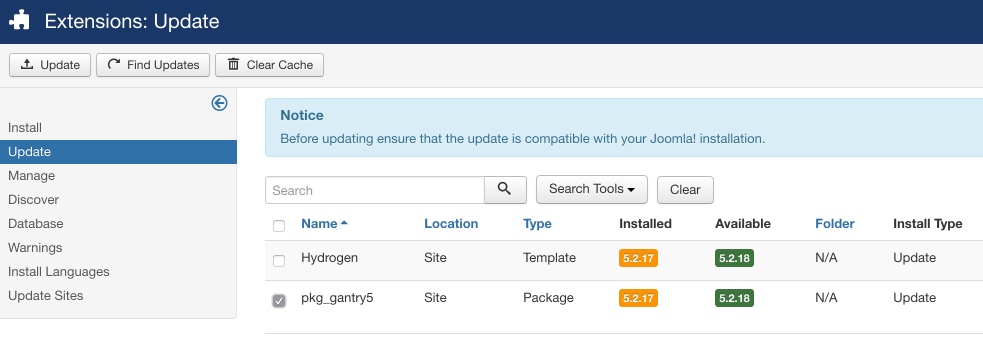 Extensions: Update
Update Find Updates Clear Cache
Install
Update
Manage
Discover
Database
Warnings
Install Languages
Update Sites
Notice
Before updating ensure that the update is compatible with your Joomla! installation.
Search Search Tools Clear
Name Location Type Installed Available Folder Install Type
Hydrogen Site Template 5.2.17 5.2.18 N/A Update
pkg_gantry5 Site Package 5.2.17 5.2.18 N/A Update